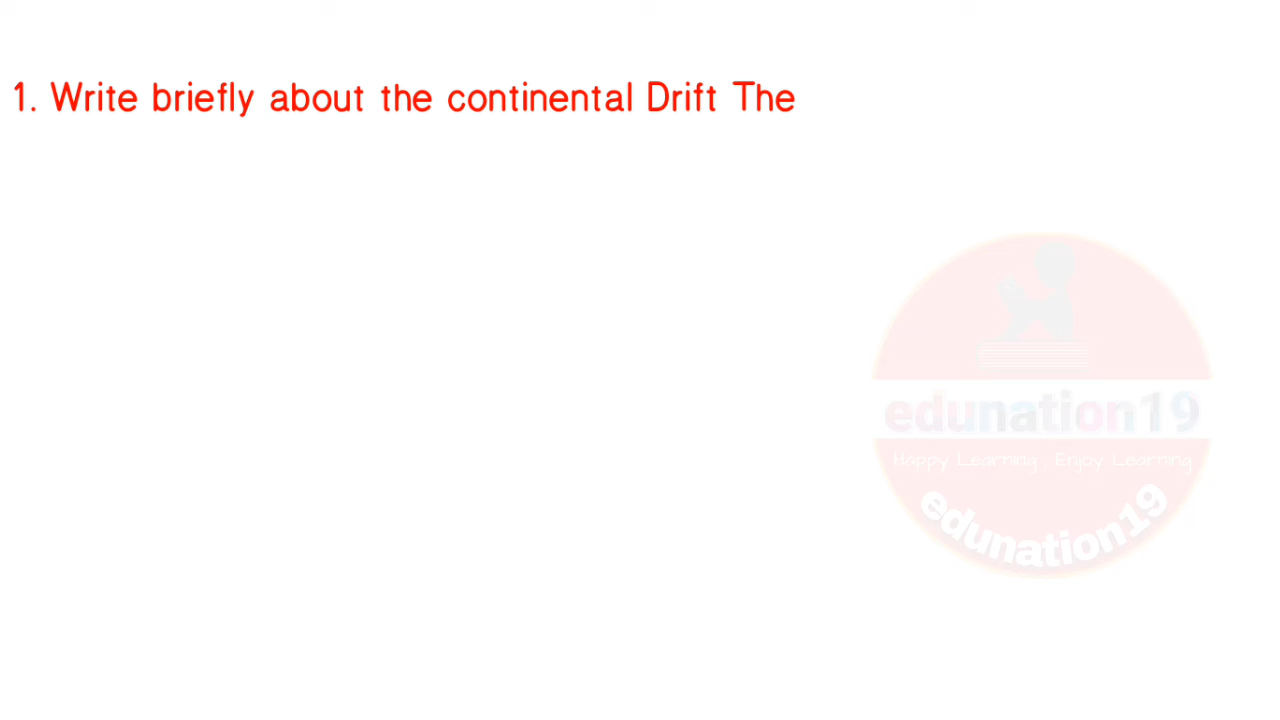 1. Write briefly about the continental Drift The
edunation19
Happy Learning , Enjoy Learning
edunation19